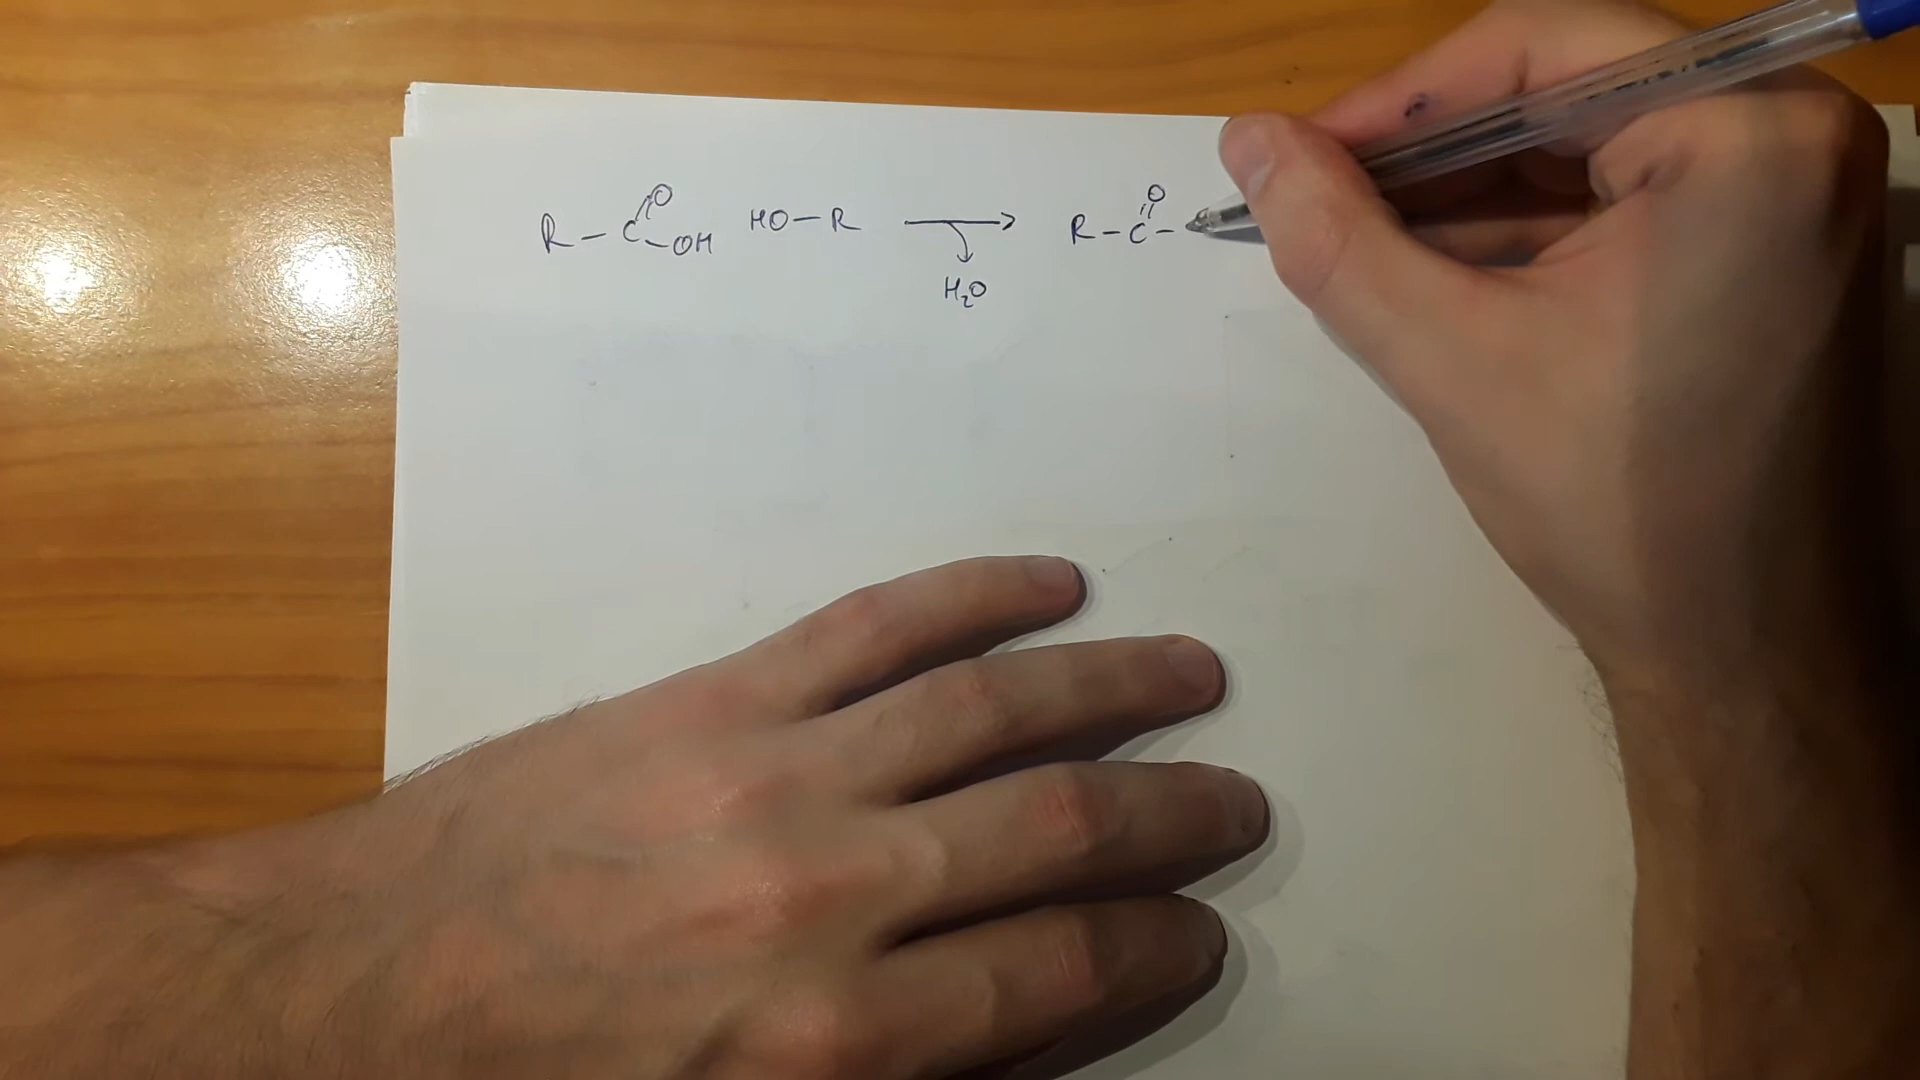 O O
R – C – OH HO – R → R – C –
H₂O